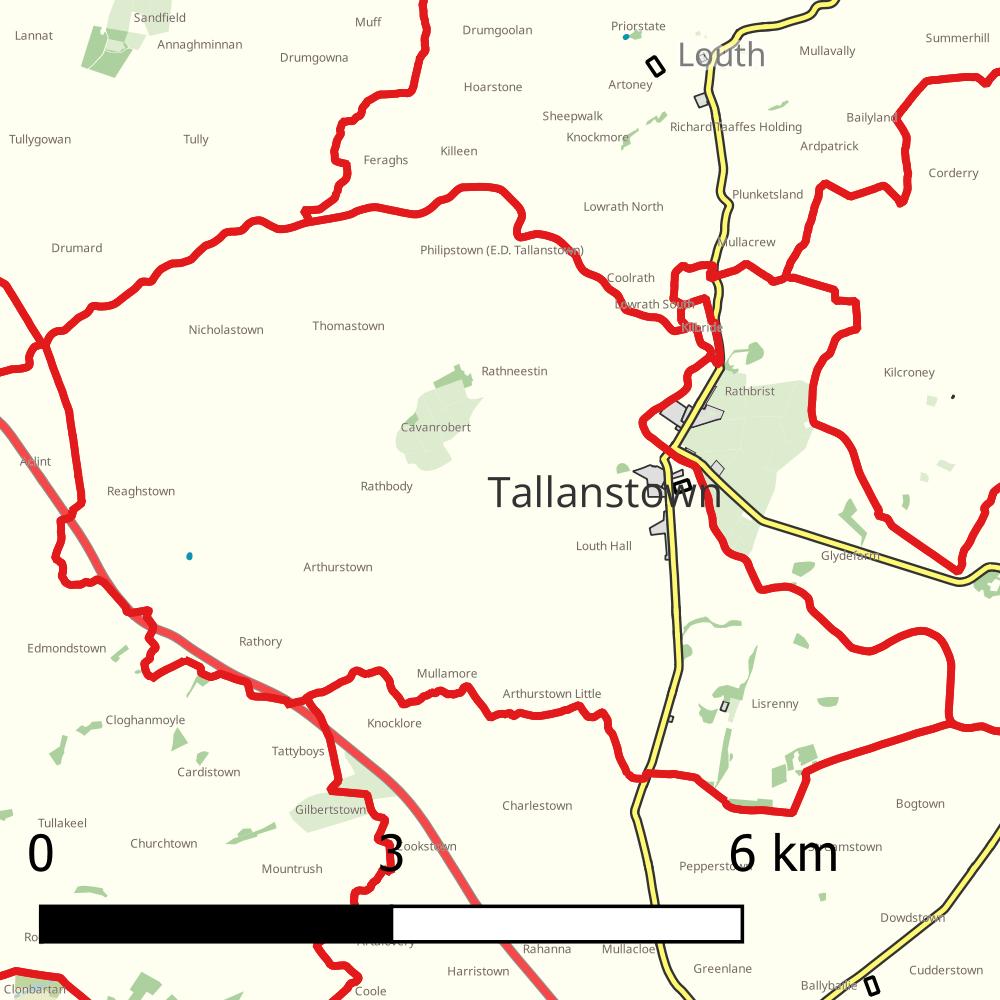 Sandfield
Muff
Priorstate
Drumgoolan
Lannat
Annaghminnan
Summerhill
Louth
Mullavally
Drumgowna
Hoarstone
Artoney
Sheepwalk
Bailyland
Richard Taaffes Holding
Knockmore
Tullygowan
Tully
Ardpatrick
Killeen
Feraghs
Corderry
Plunketsland
Lowrath North
Mullacrew
Drumard
Philipstown (E.D. Tallanstown)
Coolrath
Lowrath South
Nicholastown
Thomastown
Kilbride
Rathneestin
Kilcroney
Rathbrist
Cavanrobert
Aclint
Rathbody
Reaghstown
Tallanstown
Louth Hall
Glydefarm
Arthurstown
Rathory
Edmondstown
Mullamore
Arthurstown Little
Lisrenny
Cloghanmoyle
Knocklore
Tattyboys
Cardistown
Gilbertstown
Charlestown
Bogtown
Tullakeel
Churchtown
Cookstown
0
3
6 km
Mountrush
Pepperstown
Dowdstown
Rahanna
Mullacloe
Harristown
Greenlane
Cudderstown
Clonbartan
Coole
Ballybailie